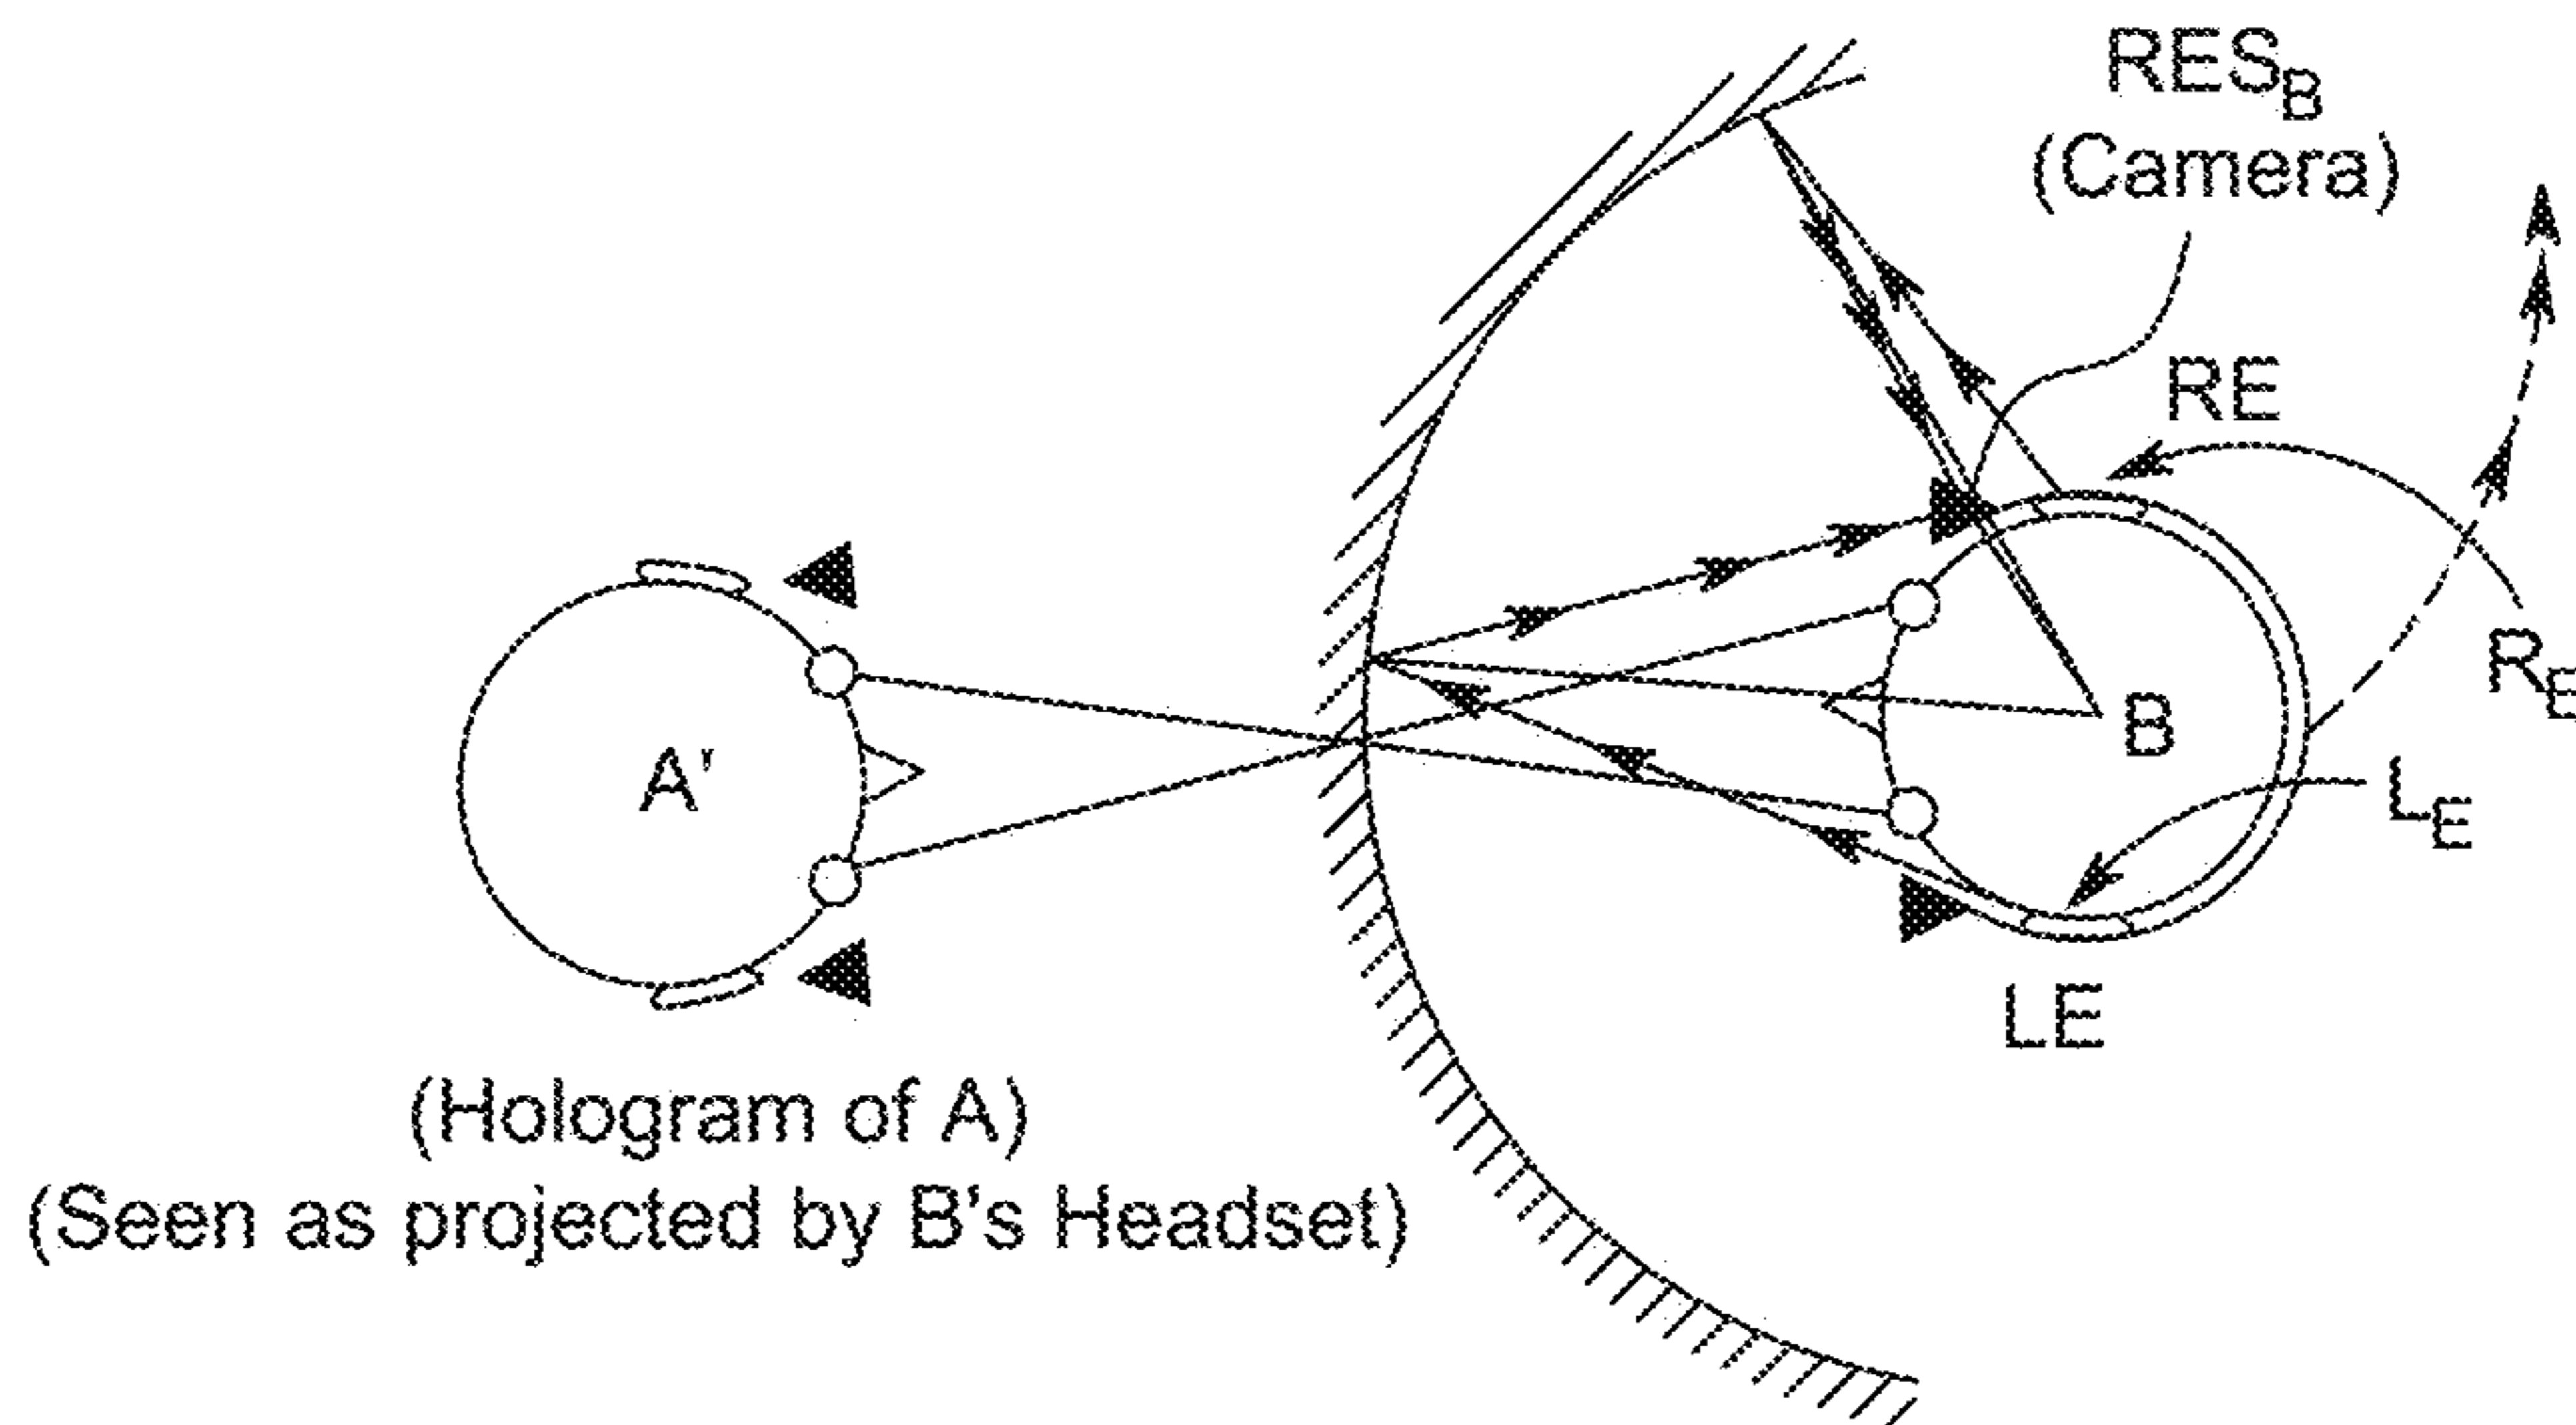 RES_B
(Camera)
RE
R_E
A'
B
L_E
LE
(Hologram of A)
(Seen as projected by B's Headset)